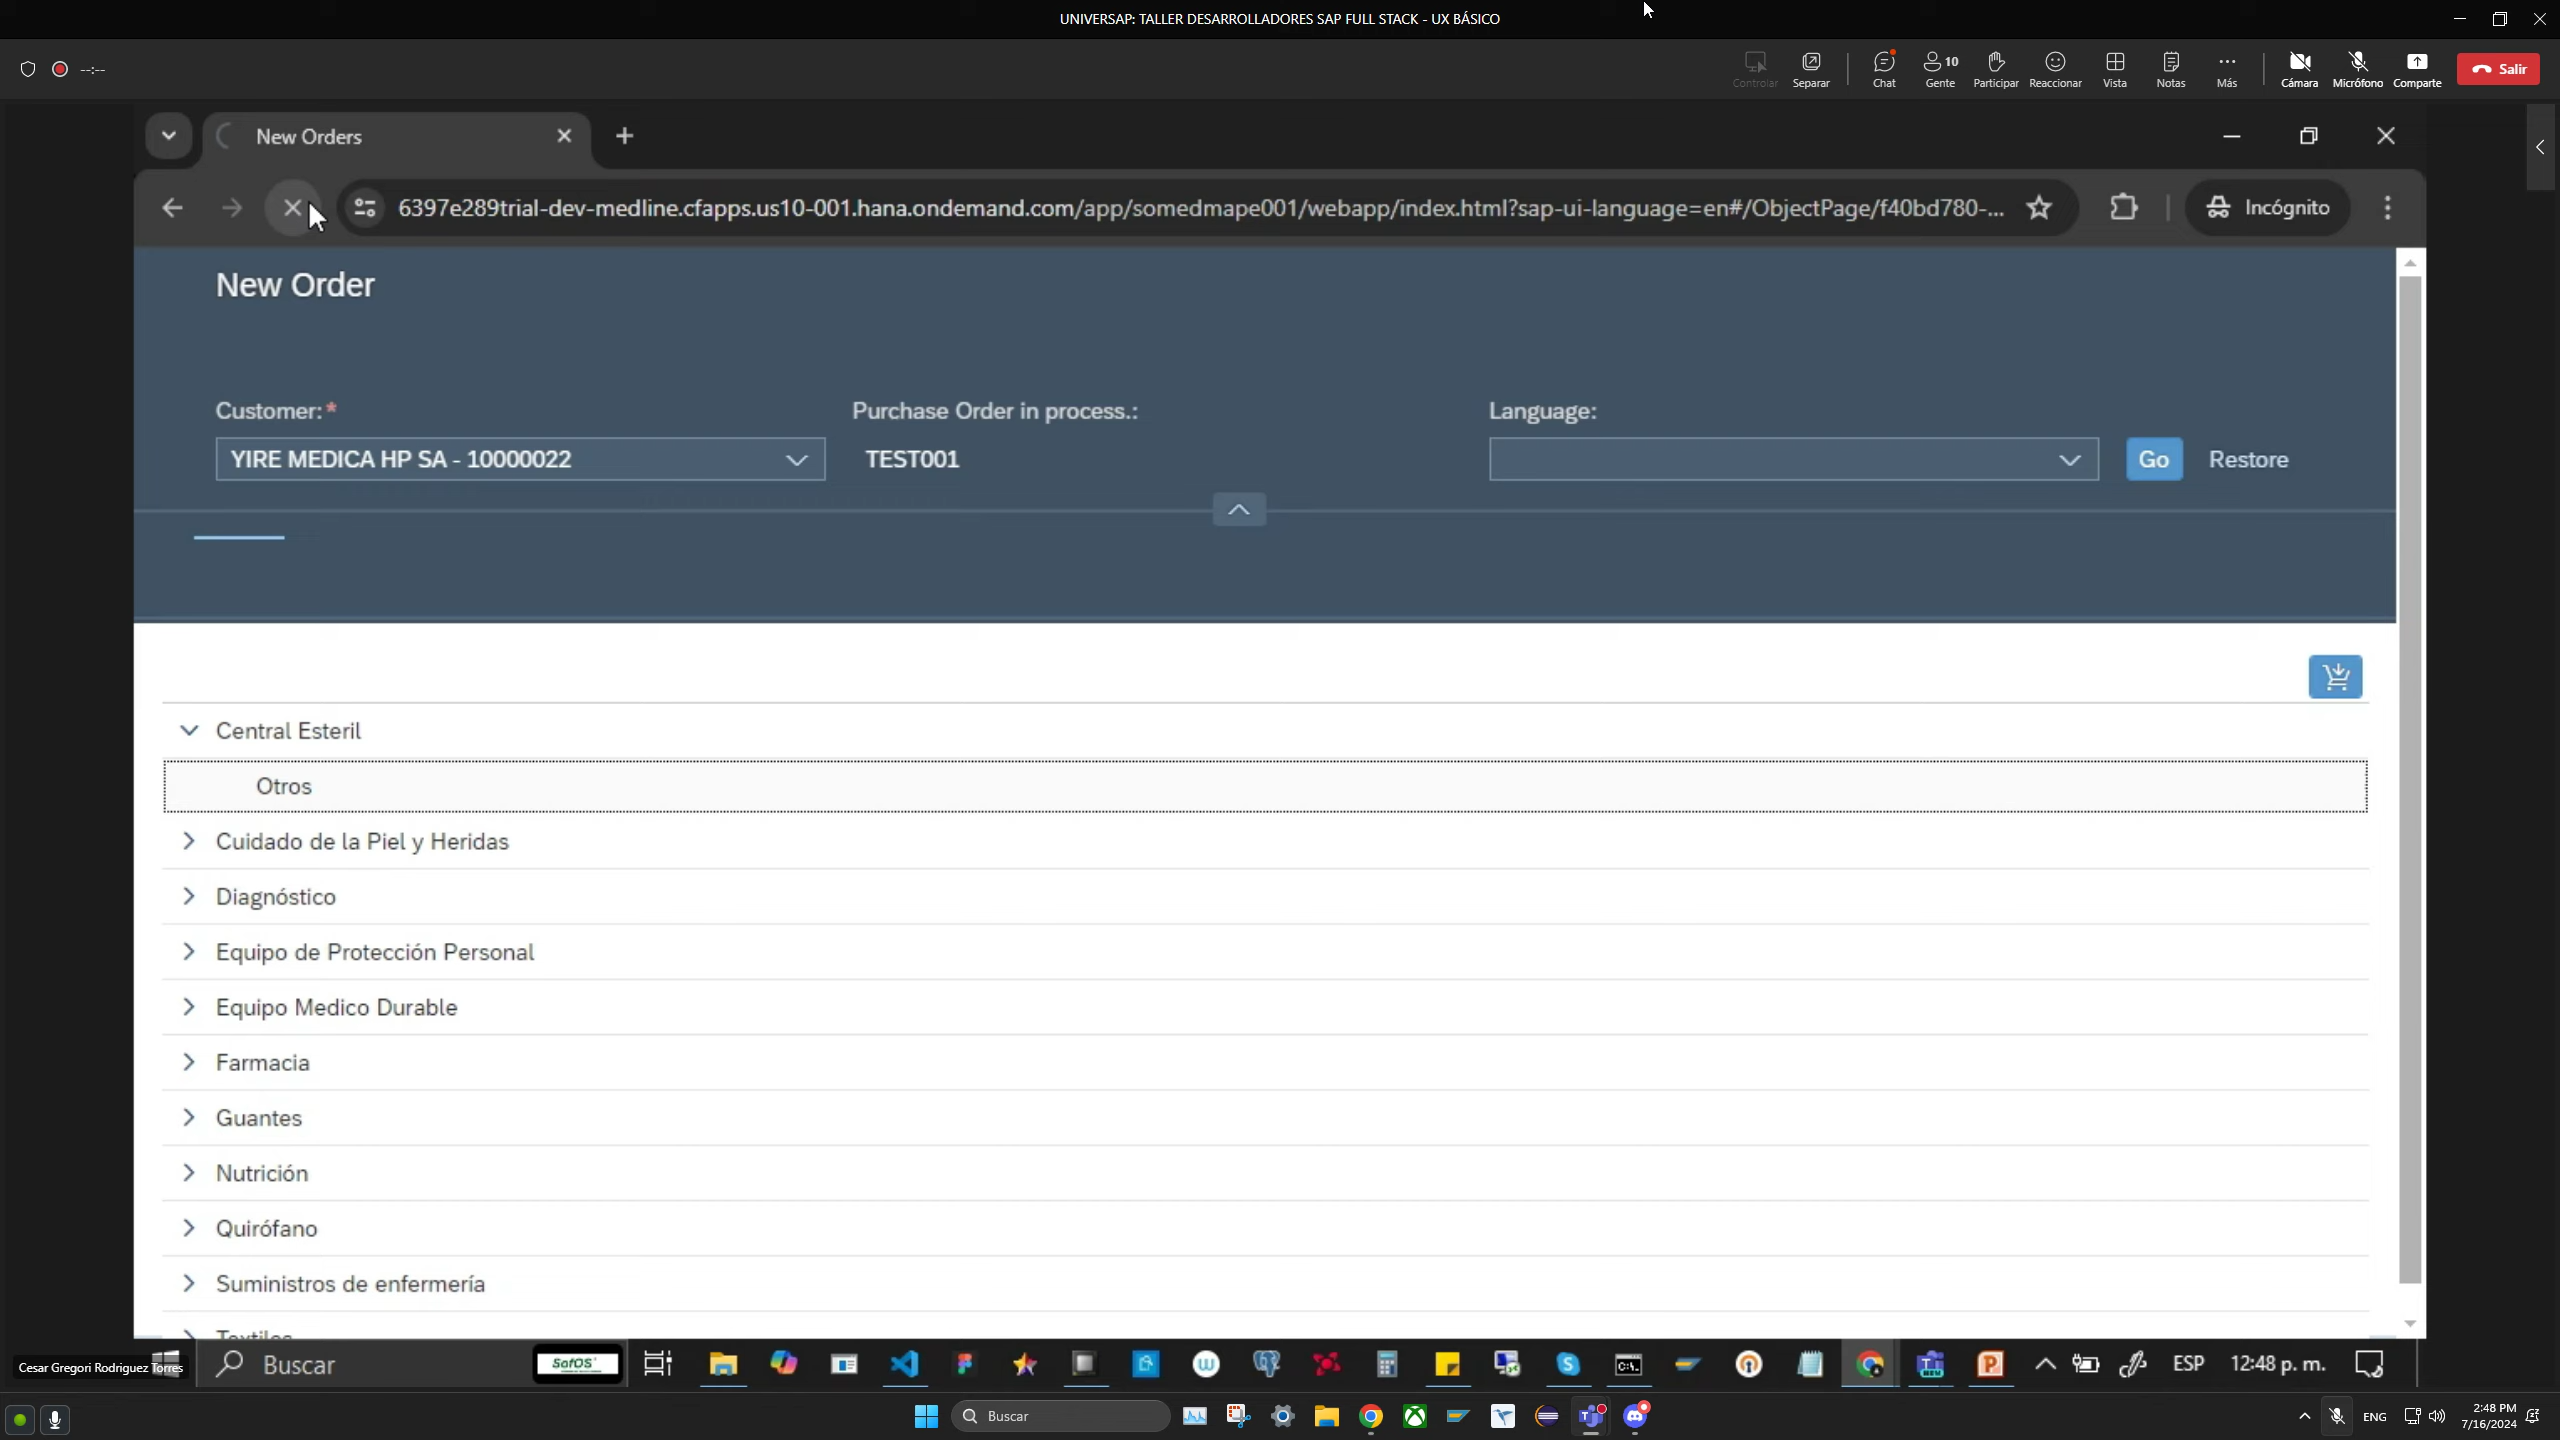 UNIVERSAP: TALLER DESARROLLADORES SAP FULL STACK - UX BÁSICO
--:--
Controlar
Separar
Chat
10
Gente
Participar
Reaccionar
Vista
Notas
Más
Cámara
Micrófono
Comparte
Salir
New Orders
6397e289trial-dev-medline.cfapps.us10-001.hana.ondemand.com/app/somedmape001/webapp/index.html?sap-ui-language=en#/ObjectPage/f40bd780-...
Incógnito
New Order
Customer:*
Purchase Order in process.:
Language:
YIRE MEDICA HP SA - 10000022
TEST001
Go
Restore
Central Esteril
Otros
Cuidado de la Piel y Heridas
Diagnóstico
Equipo de Protección Personal
Equipo Medico Durable
Farmacia
Guantes
Nutrición
Quirófano
Suministros de enfermería
Textiles
Cesar Gregori Rodriguez Torres
Buscar
SofOS
ESP
12:48 p. m.
Buscar
ENG
2:48 PM
7/16/2024